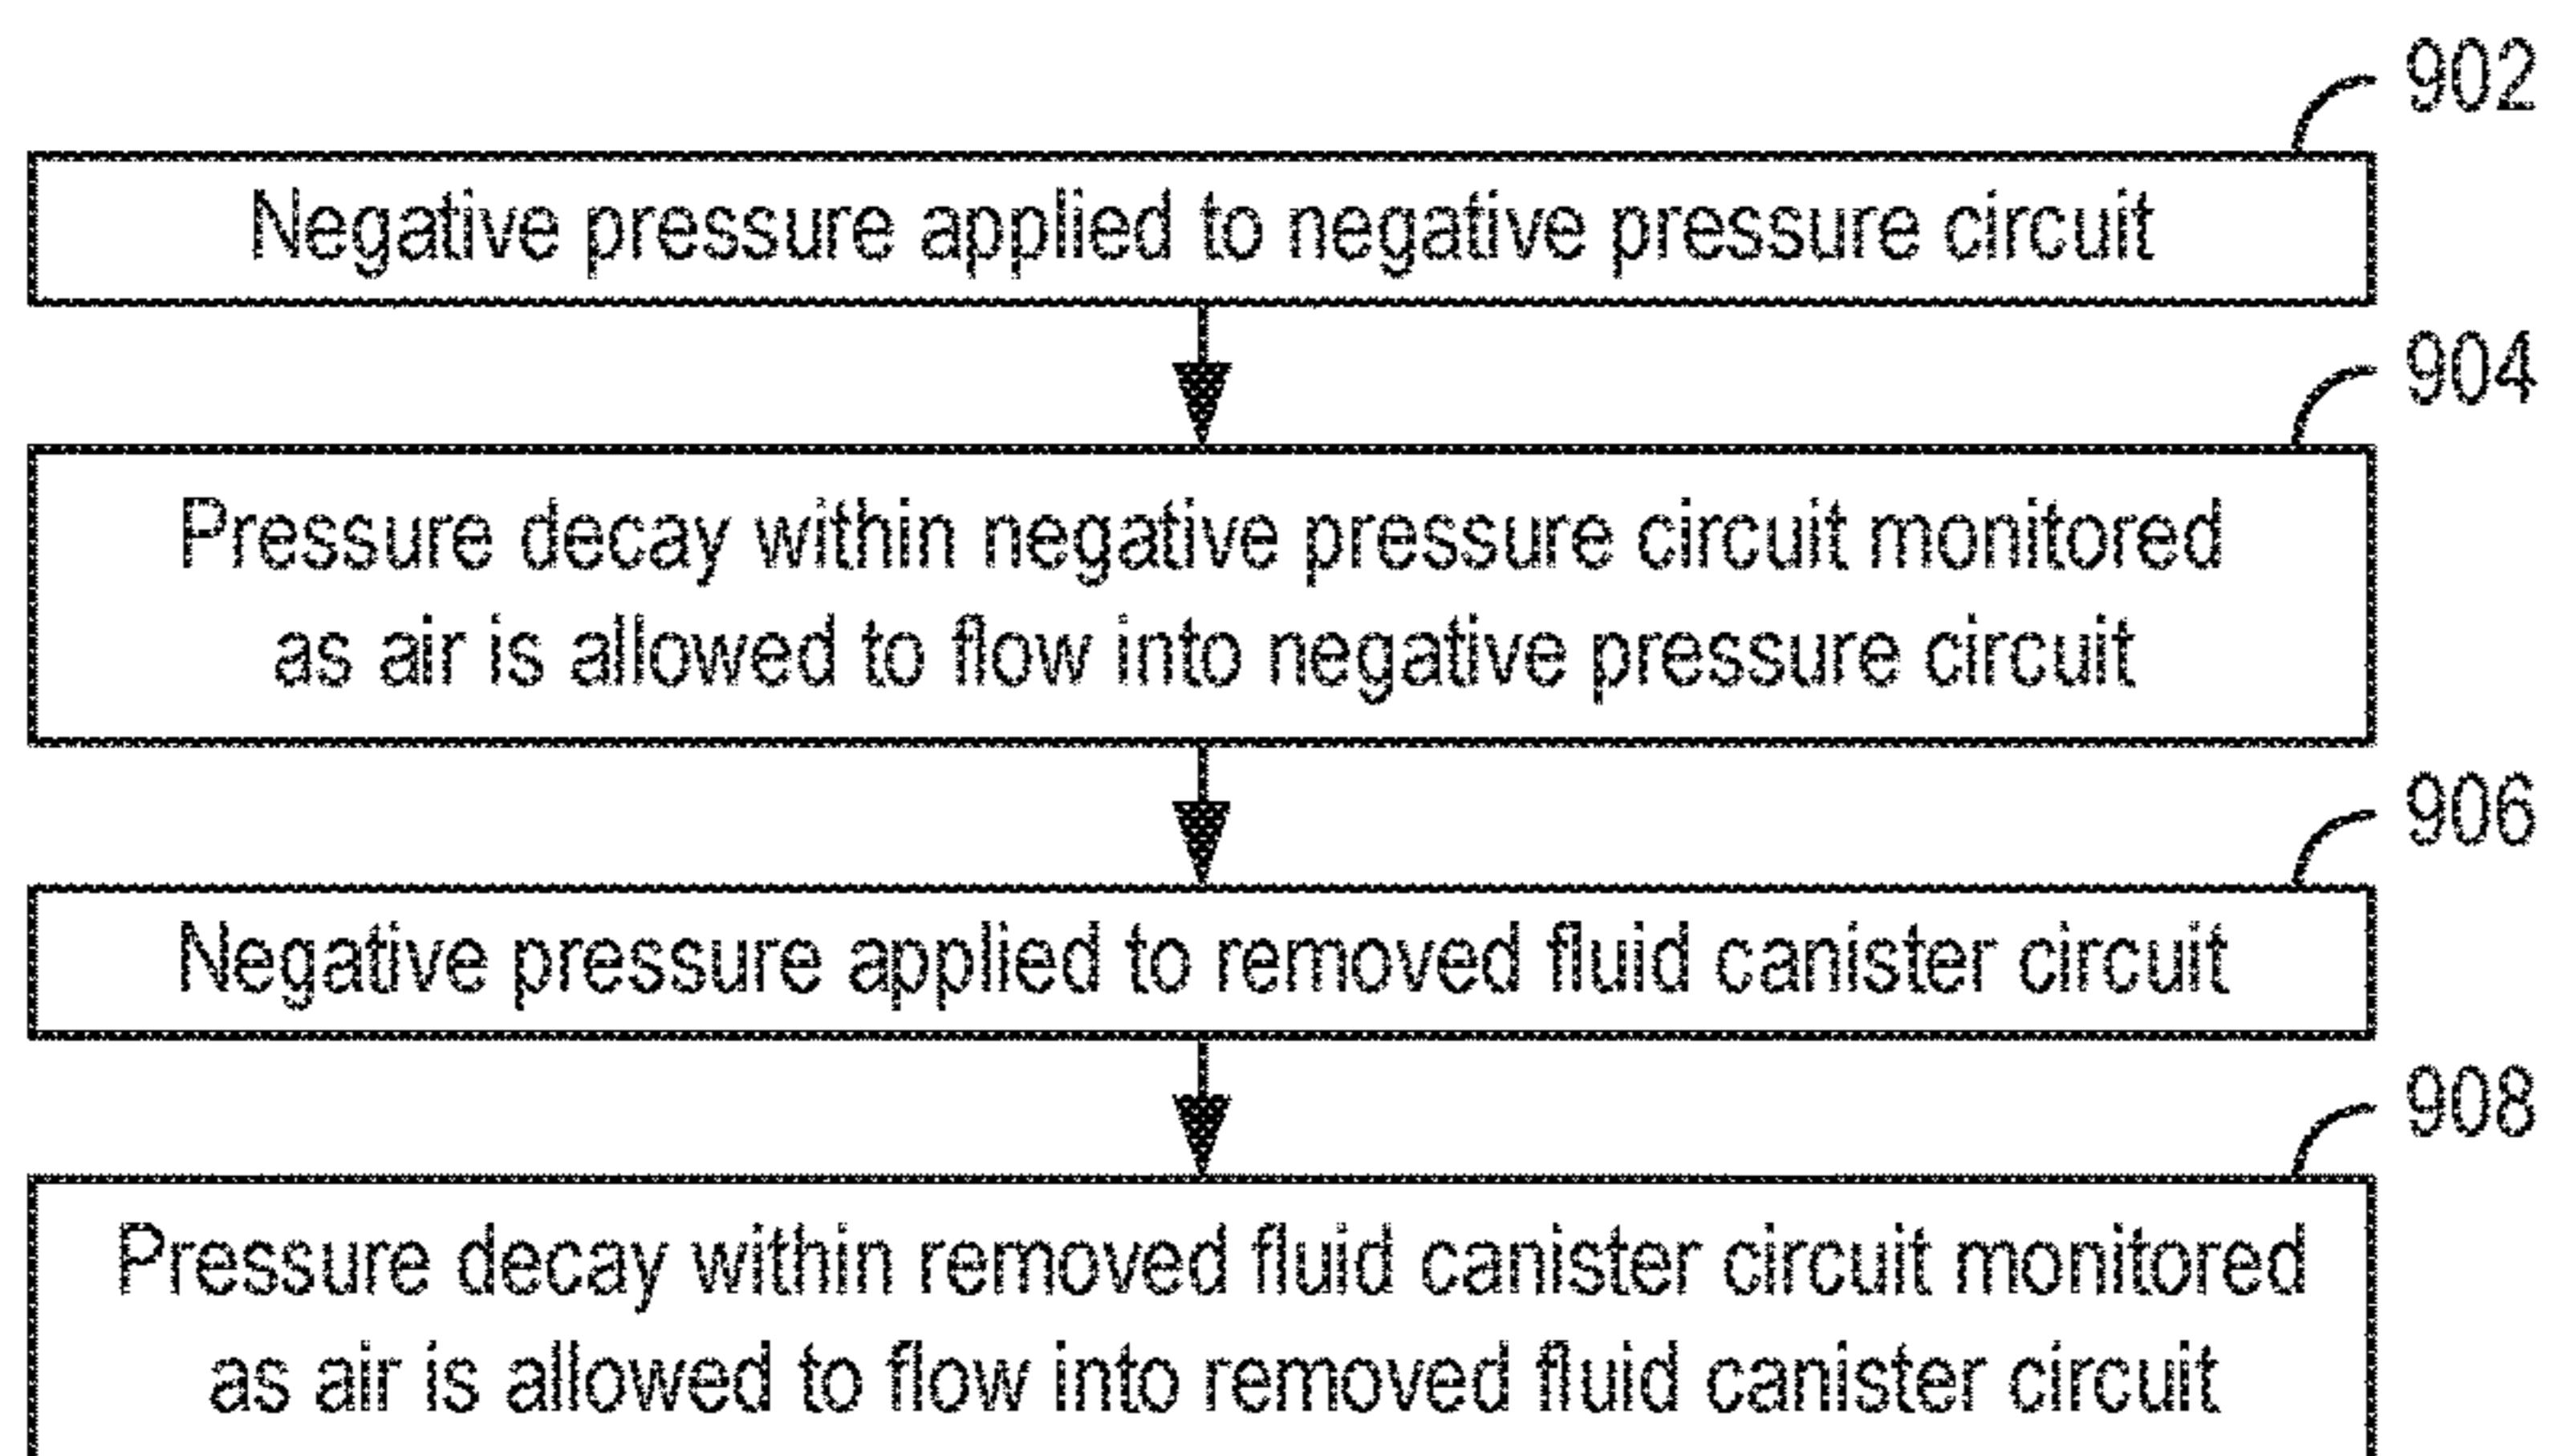 902
Negative pressure applied to negative pressure circuit
904
Pressure decay within negative pressure circuit monitored
as air is allowed to flow into negative pressure circuit
906
Negative pressure applied to removed fluid canister circuit
908
Pressure decay within removed fluid canister circuit monitored
as air is allowed to flow into removed fluid canister circuit